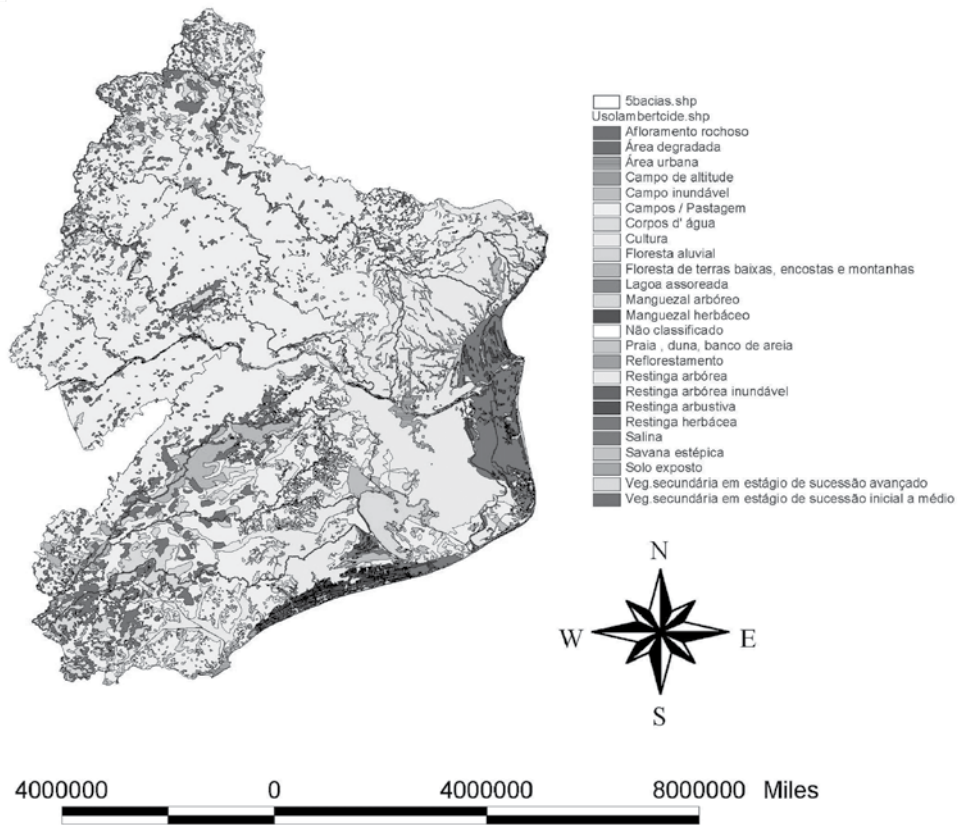 5bacias.shp
Usolambertcide.shp
Afloramento rochoso
Área degradada
Área urbana
Campo de altitude
Campo inundável
Campos / Pastagem
Corpos d' água
Cultura
Floresta aluvial
Floresta de terras baixas, encostas e montanhas
Lagoa assoreada
Manguezal arbóreo
Manguezal herbáceo
Não classificado
Praia , duna, banco de areia
Reflorestamento
Restinga arbórea
Restinga arbórea inundável
Restinga arbustiva
Restinga herbácea
Salina
Savana estépica
Solo exposto
Veg.secundária em estágio de sucessão avançado
Veg.secundária em estágio de sucessão inicial a médio
N
W E
S
4000000 0 4000000 8000000 Miles